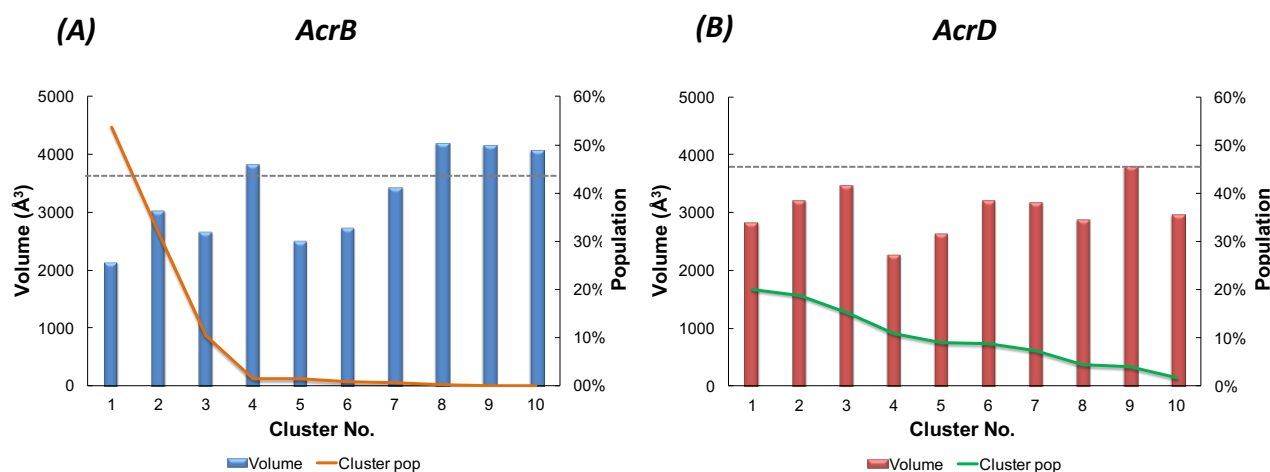 (A) AcrB
5000
4000
3000
2000
1000
0
Volume (Å³)
60%
50%
40%
30%
20%
10%
00%
Population
1 2 3 4 5 6 7 8 9 10
Cluster No.
Volume Cluster pop
(B) AcrD
5000
4000
3000
2000
1000
0
Volume (Å³)
60%
50%
40%
30%
20%
10%
0%
Population
1 2 3 4 5 6 7 8 9 10
Cluster No.
Volume Cluster pop